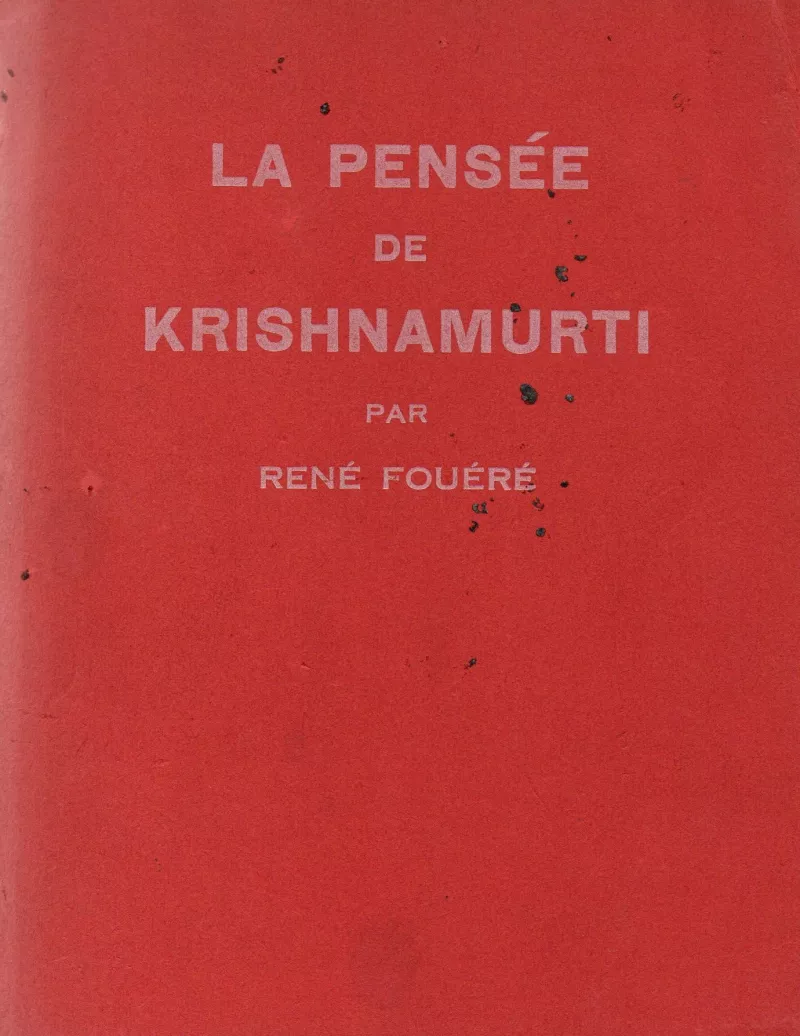 LA PENSÉE
DE
KRISHNAMURTI
PAR
RENÉ FOUÉRÉ